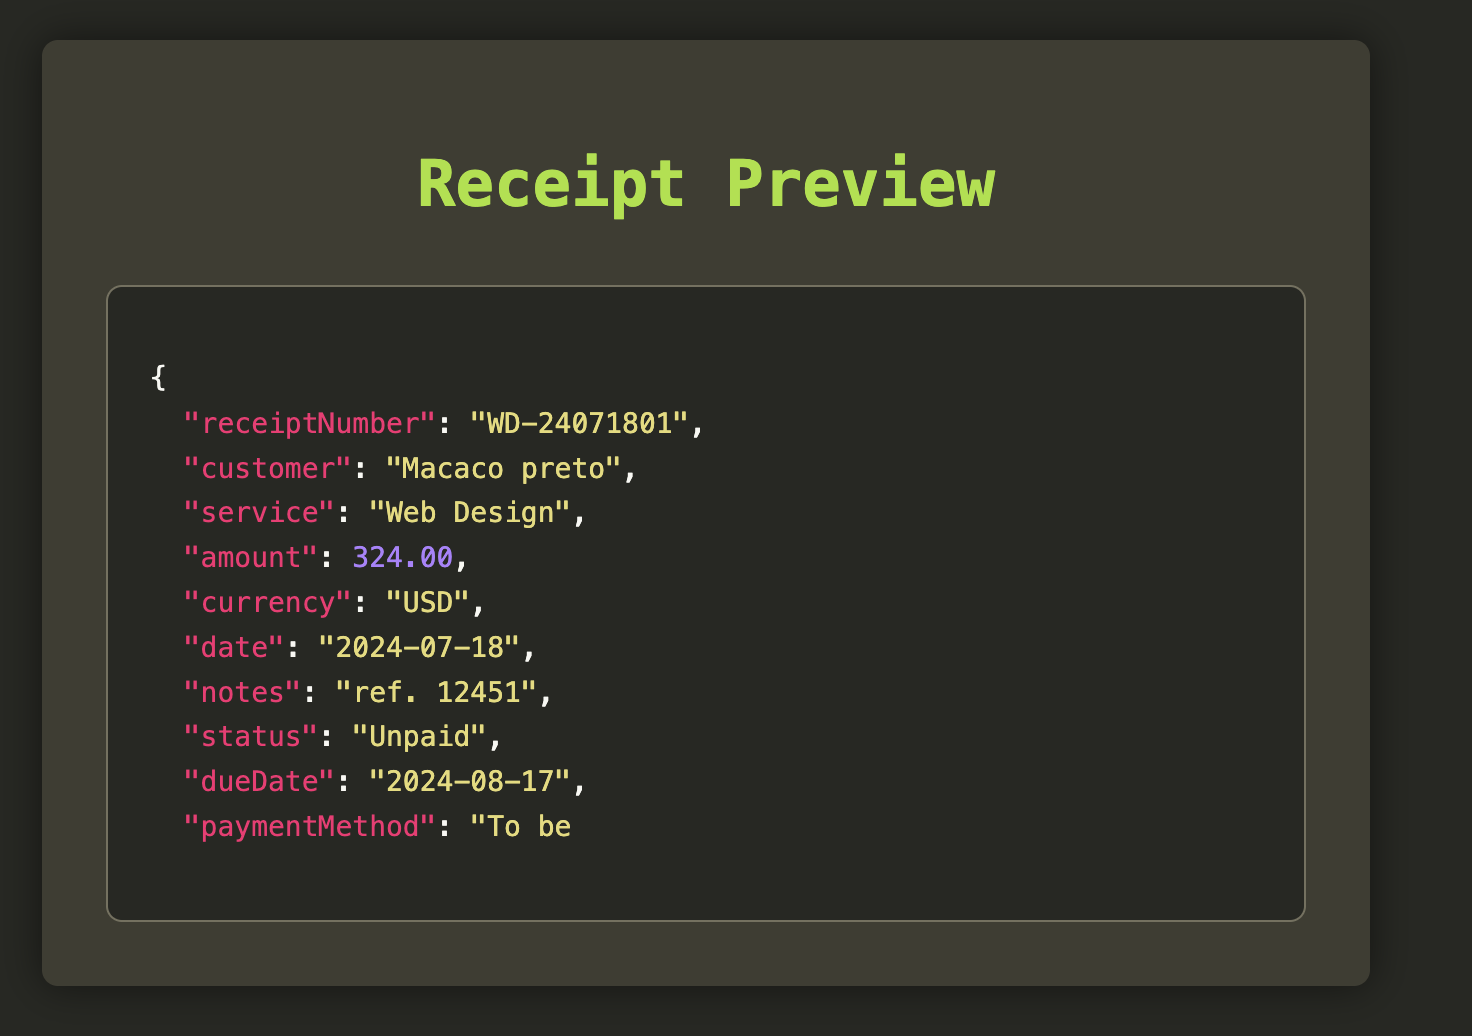 Receipt Preview
{
"receiptNumber": "WD-24071801",
"customer": "Macaco preto",
"service": "Web Design",
"amount": 324.00,
"currency": "USD",
"date": "2024-07-18",
"notes": "ref. 12451",
"status": "Unpaid",
"dueDate": "2024-08-17",
"paymentMethod": "To be